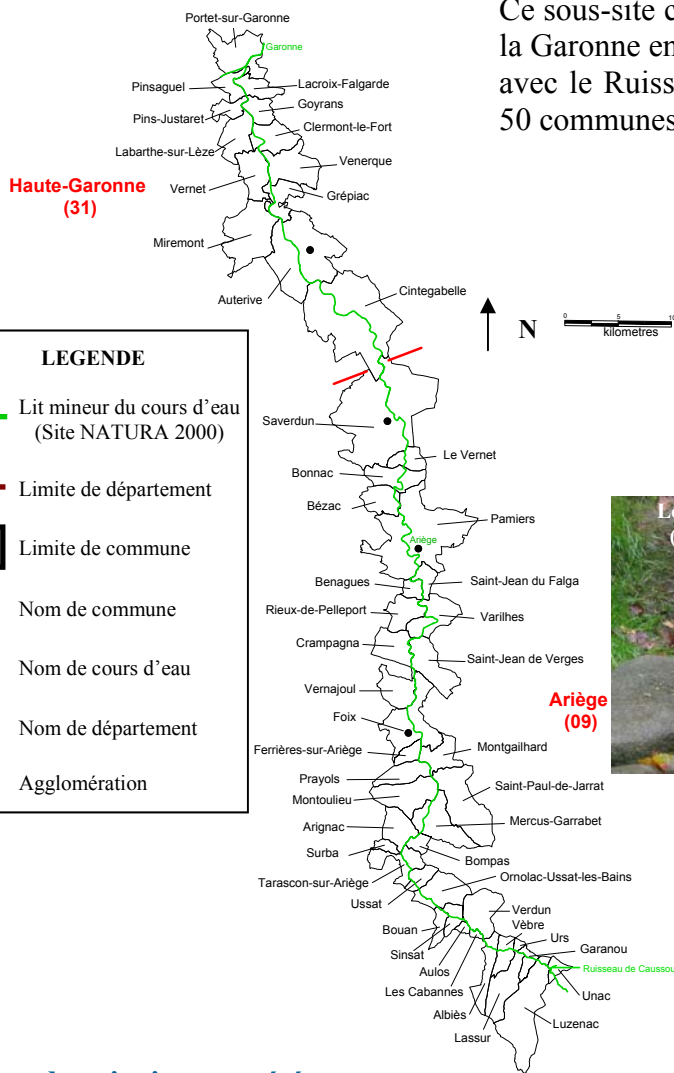 Ce sous-site c
la Garonne en
avec le Ruiss
50 communes
Portet-sur-Garonne
Garonne
Pinsaguel
Lacroix-Falgarde
Pins-Justaret
Goyrans
Clermont-le-Fort
Labarthe-sur-Lèze
Venerque
Haute-Garonne
(31)
Vernet
Grépiac
Miremont
Auterive
Cintegabelle
N
0 5 10
kilometres
LEGENDE
Lit mineur du cours d'eau
(Site NATURA 2000)
Limite de département
Limite de commune
Nom de commune
Nom de cours d'eau
Nom de département
Agglomération
Saverdun
Le Vernet
Bonnac
Bézac
Pamiers
Ariège
Benagues
Saint-Jean du Falga
Rieux-de-Pelleport
Varilhes
Crampagna
Saint-Jean de Verges
Vernajoul
Ariège
(09)
Foix
Ferrières-sur-Ariège
Montgailhard
Prayols
Saint-Paul-de-Jarrat
Montoulieu
Mercus-Garrabet
Arignac
Surba
Bompas
Tarascon-sur-Ariège
Ornolac-Ussat-les-Bains
Ussat
Verdun
Bouan
Vèbre
Sinsat
Urs
Aulos
Garanou
Les Cabannes
Ruisseau de Caussou
Albiès
Unac
Lassur
Luzenac